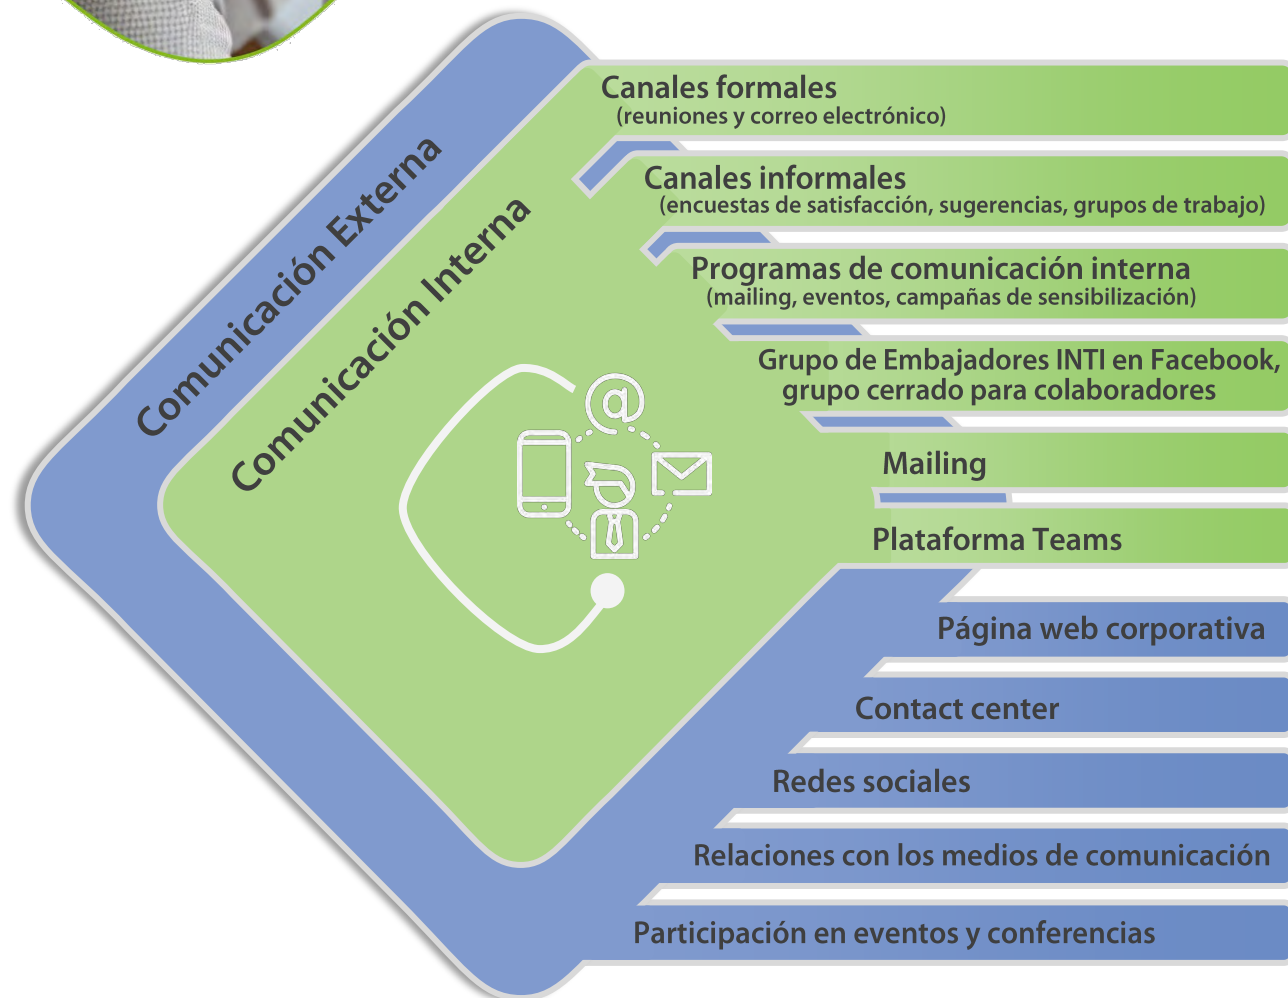 Comunicación Externa
Comunicación Interna
Canales formales
(reuniones y correo electrónico)
Canales informales
(encuestas de satisfacción, sugerencias, grupos de trabajo)
Programas de comunicación interna
(mailing, eventos, campañas de sensibilización)
Grupo de Embajadores INTI en Facebook,
grupo cerrado para colaboradores
Mailing
Plataforma Teams
Página web corporativa
Contact center
Redes sociales
Relaciones con los medios de comunicación
Participación en eventos y conferencias